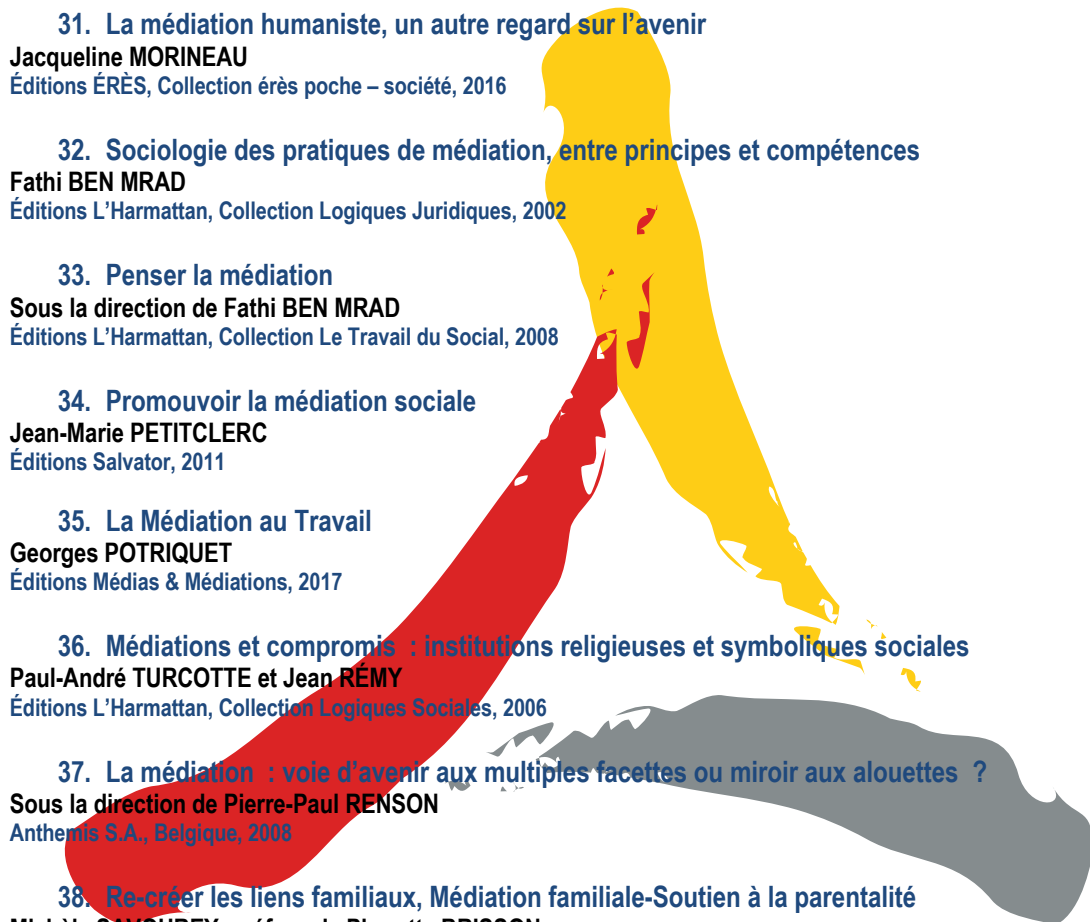 31. La médiation humaniste, un autre regard sur l’avenir
Jacqueline MORINEAU
Éditions ÉRÈS, Collection érès poche – société, 2016
32. Sociologie des pratiques de médiation, entre principes et compétences
Fathi BEN MRAD
Éditions L’Harmattan, Collection Logiques Juridiques, 2002
33. Penser la médiation
Sous la direction de Fathi BEN MRAD
Éditions L’Harmattan, Collection Le Travail du Social, 2008
34. Promouvoir la médiation sociale
Jean-Marie PETITCLERC
Éditions Salvator, 2011
35. La Médiation au Travail
Georges POTRIQUET
Éditions Médias & Médiations, 2017
36. Médiations et compromis : institutions religieuses et symboliques sociales
Paul-André TURCOTTE et Jean RÉMY
Éditions L’Harmattan, Collection Logiques Sociales, 2006
37. La médiation : voie d’avenir aux multiples facettes ou miroir aux alouettes ?
Sous la direction de Pierre-Paul RENSON
Anthemis S.A., Belgique, 2008
38. Re-créer les liens familiaux, Médiation familiale-Soutien à la parentalité